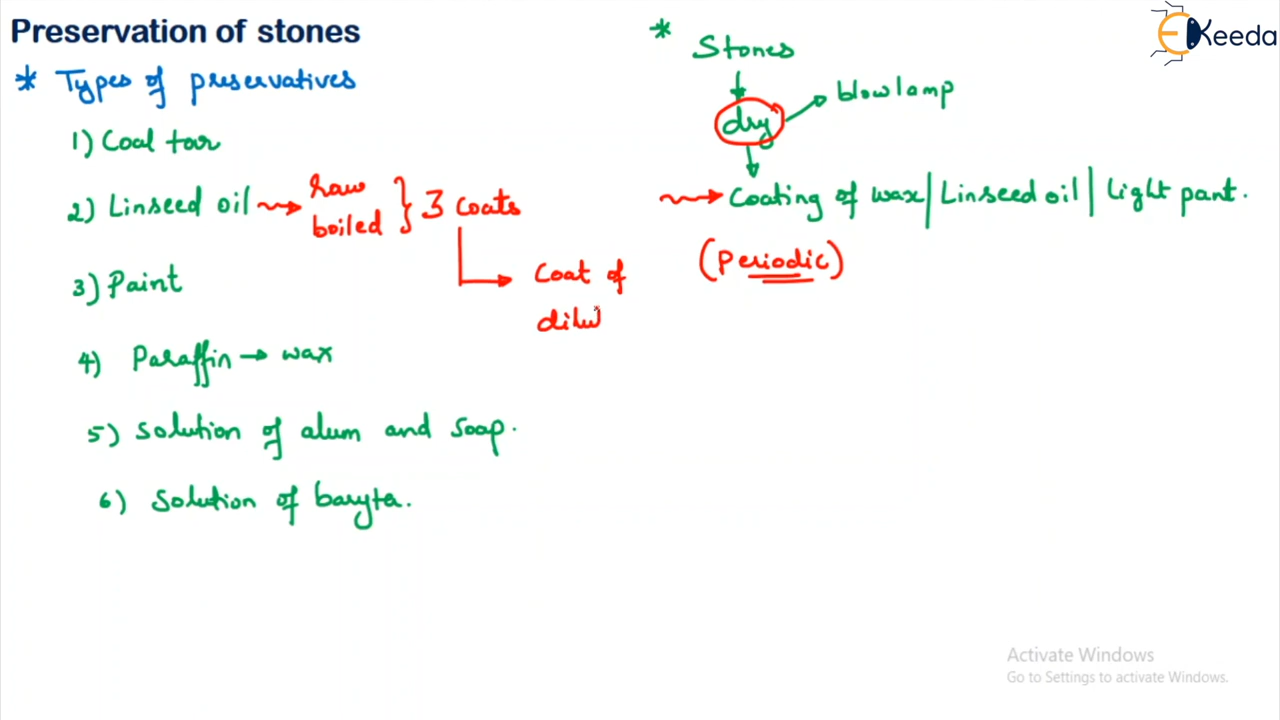 Preservation of stones
* Types of preservatives
1) Coal tar
2) Linseed oil → raw
boiled } 3 coats
Coat of
dilu
3) Paint
4) Paraffin → wax
5) Solution of alum and soap.
6) Solution of baryta.
* Stones
dry → blowlamp
→ Coating of wax | Linseed oil | Light pant.
(Periodic)
EKeeda
Activate Windows
Go to Settings to activate Windows.